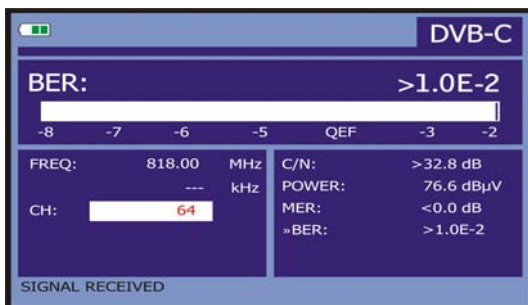 DVB-C
BER: >1.0E-2
-8 -7 -6 -5 QEF -3 -2
FREQ: 818.00 MHz
--- kHz
CH: 64
C/N: >32.8 dB
POWER: 76.6 dBµV
MER: <0.0 dB
»BER: >1.0E-2
SIGNAL RECEIVED